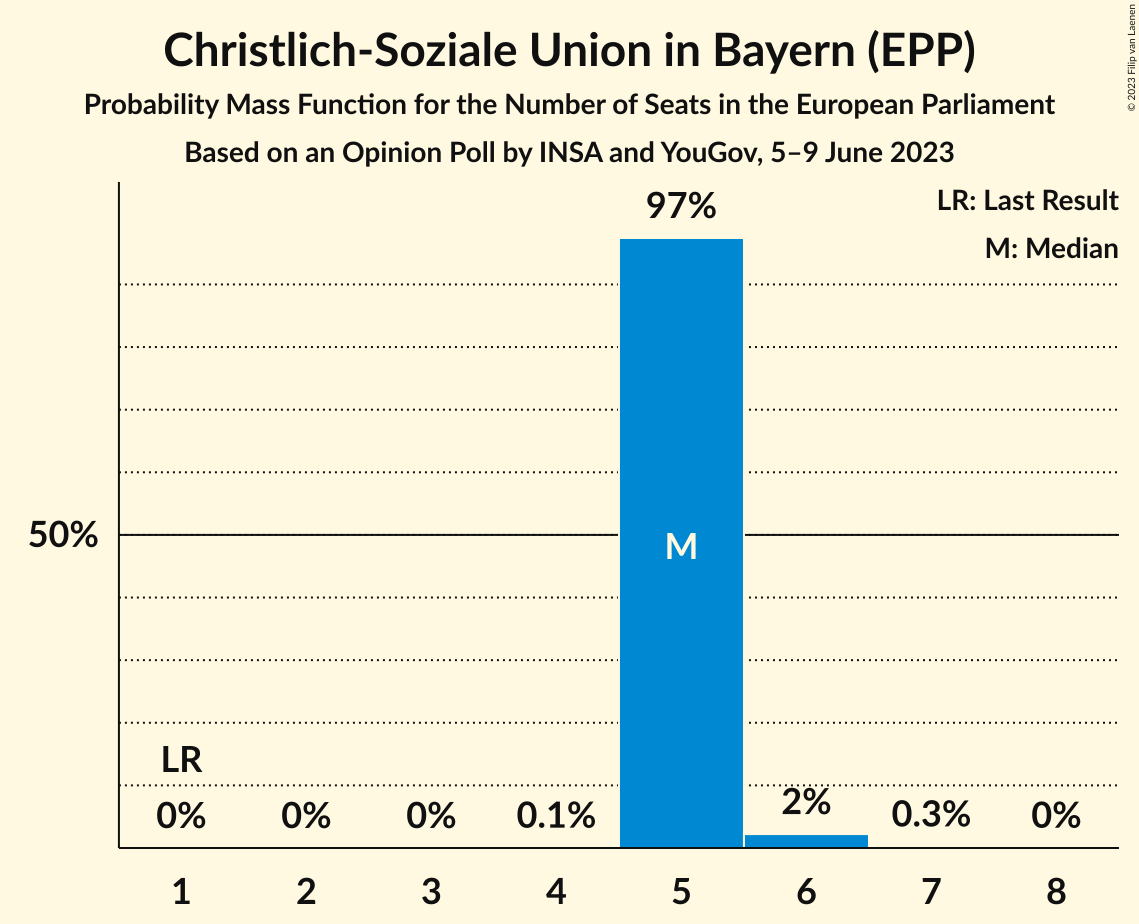 Christlich-Soziale Union in Bayern (EPP)
Probability Mass Function for the Number of Seats in the European Parliament
Based on an Opinion Poll by INSA and YouGov, 5–9 June 2023
© 2023 Filip van Laenen
LR: Last Result
M: Median
97%
50%
M
LR
0%
0%
0%
0.1%
2%
0.3%
0%
1
2
3
4
5
6
7
8